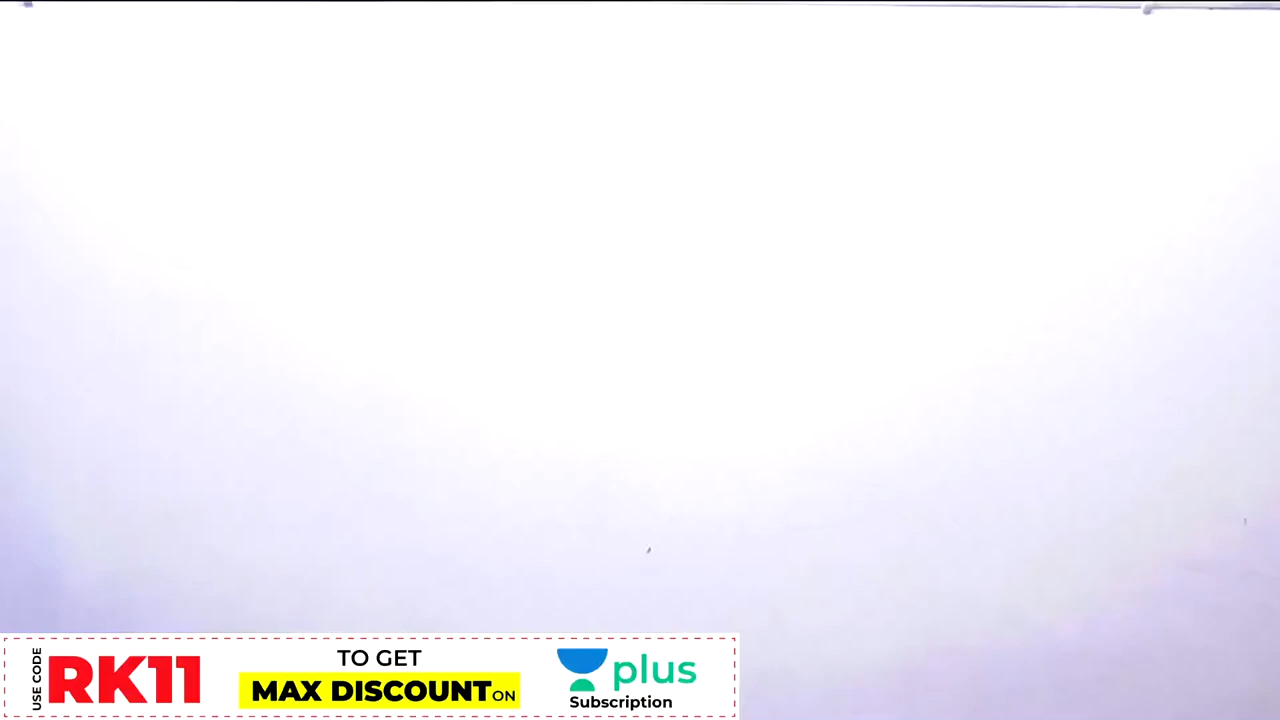 USE CODE
RK11
TO GET
MAX DISCOUNT ON
plus
Subscription